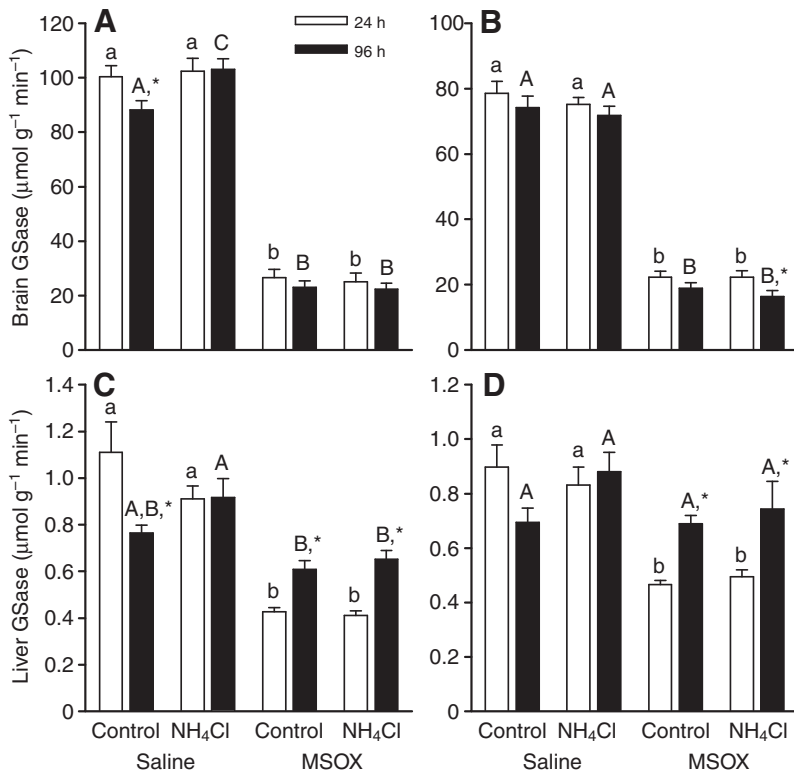 A
B
24 h
96 h
Brain GSase (μmol g⁻¹ min⁻¹)
120
100
80
60
40
20
0
a
A,*
a
C
b
B
b
B
100
80
60
40
20
0
a
A
a
A
b
B
b
B,*
C
D
Liver GSase (μmol g⁻¹ min⁻¹)
1.4
1.2
1.0
0.8
0.6
0.4
0.2
0
a
A,B,*
a
A
b
B,*
b
B,*
1.2
1.0
0.8
0.6
0.4
0.2
0
a
A
a
A
b
A,*
b
A,*
Control NH₄Cl Control NH₄Cl
Saline MSOX
Control NH₄Cl Control NH₄Cl
Saline MSOX